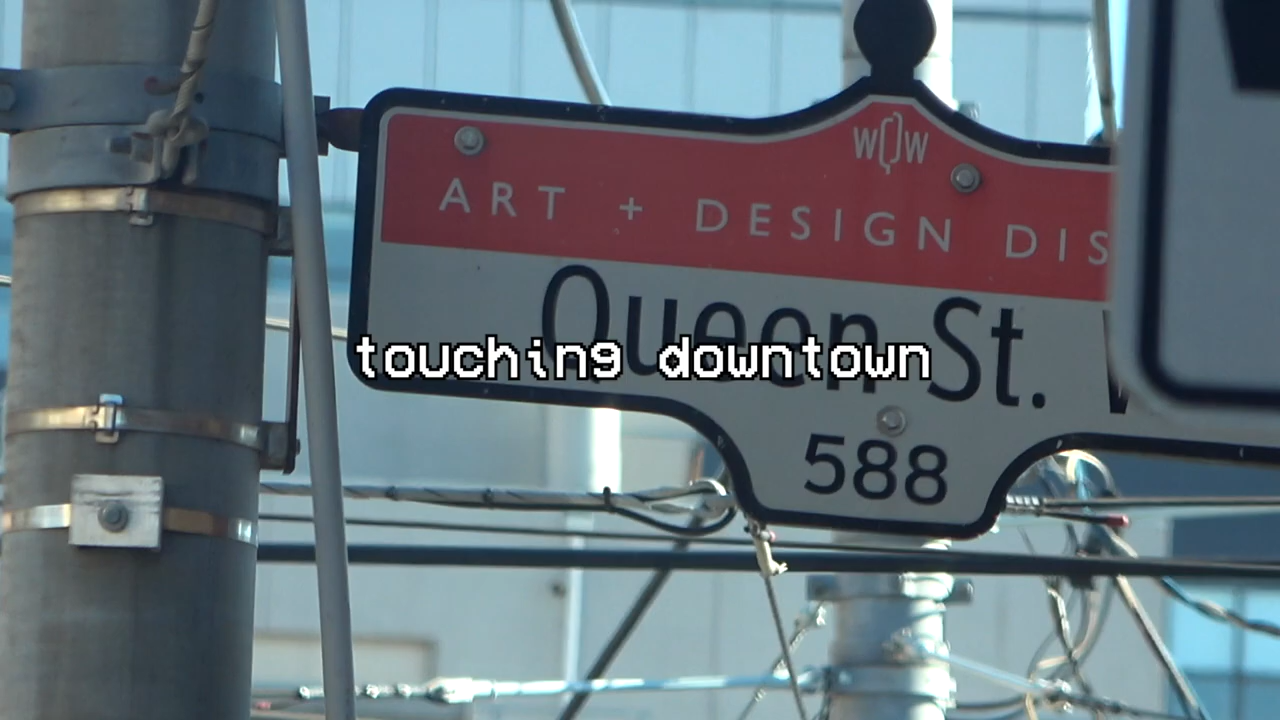 WQW
ART + DESIGN DIS
Queen St.
touching downtown
588